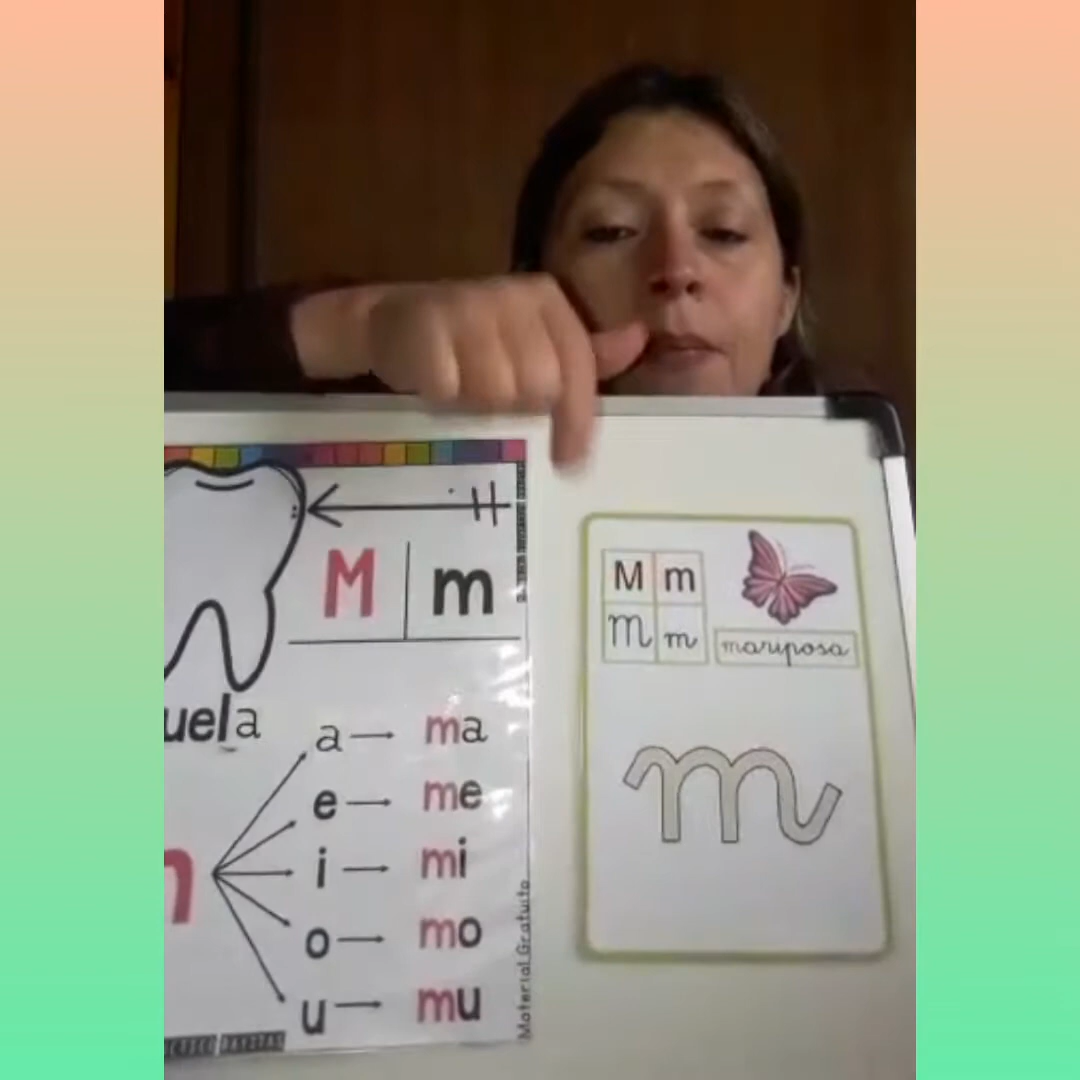 M m
uela
a → ma
e → me
i → mi
o → mo
u → mu
Material Gratuito
M m
M m
mariposa
m